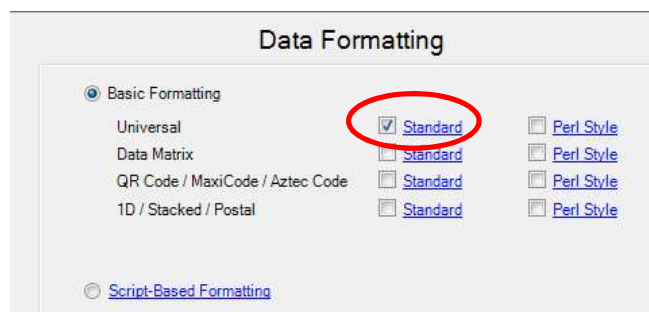 Data Formatting
Basic Formatting
Universal Standard Perl Style
Data Matrix Standard Perl Style
QR Code / MaxiCode / Aztec Code Standard Perl Style
1D / Stacked / Postal Standard Perl Style
Script-Based Formatting